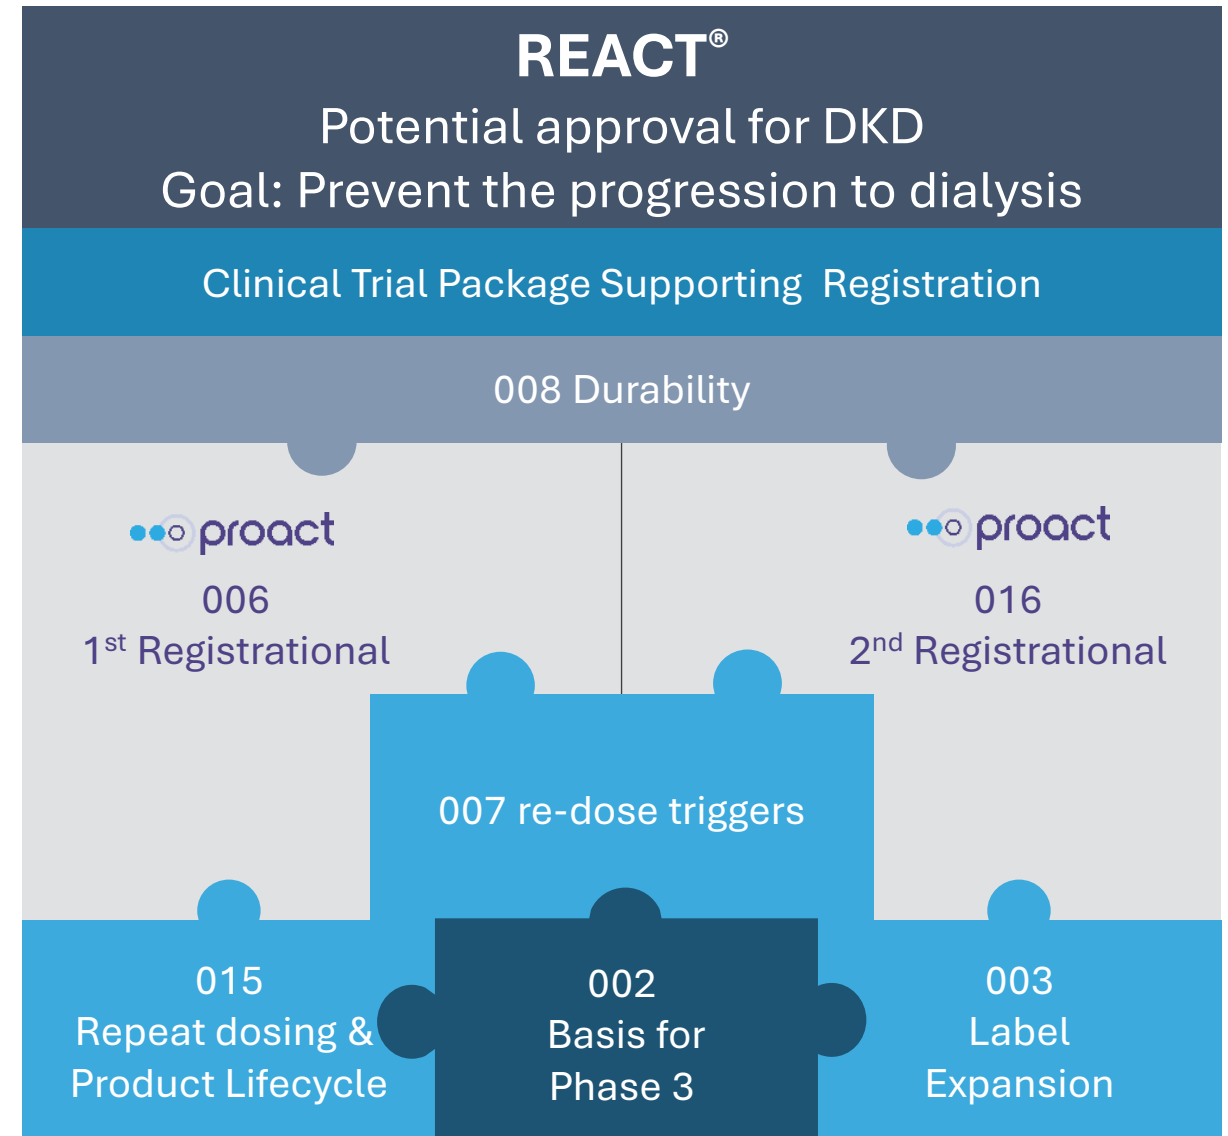 REACT®
Potential approval for DKD
Goal: Prevent the progression to dialysis
Clinical Trial Package Supporting Registration
008 Durability
proact
006
1st Registrational
proact
016
2nd Registrational
007 re-dose triggers
015
Repeat dosing &
Product Lifecycle
002
Basis for
Phase 3
003
Label
Expansion